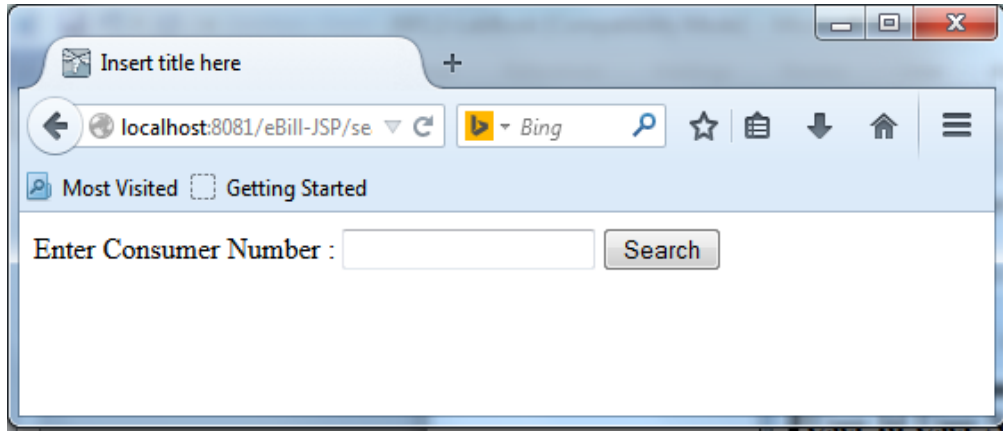 Insert title here
localhost:8081/eBill-JSP/se
Bing
Most Visited
Getting Started
Enter Consumer Number :
Search